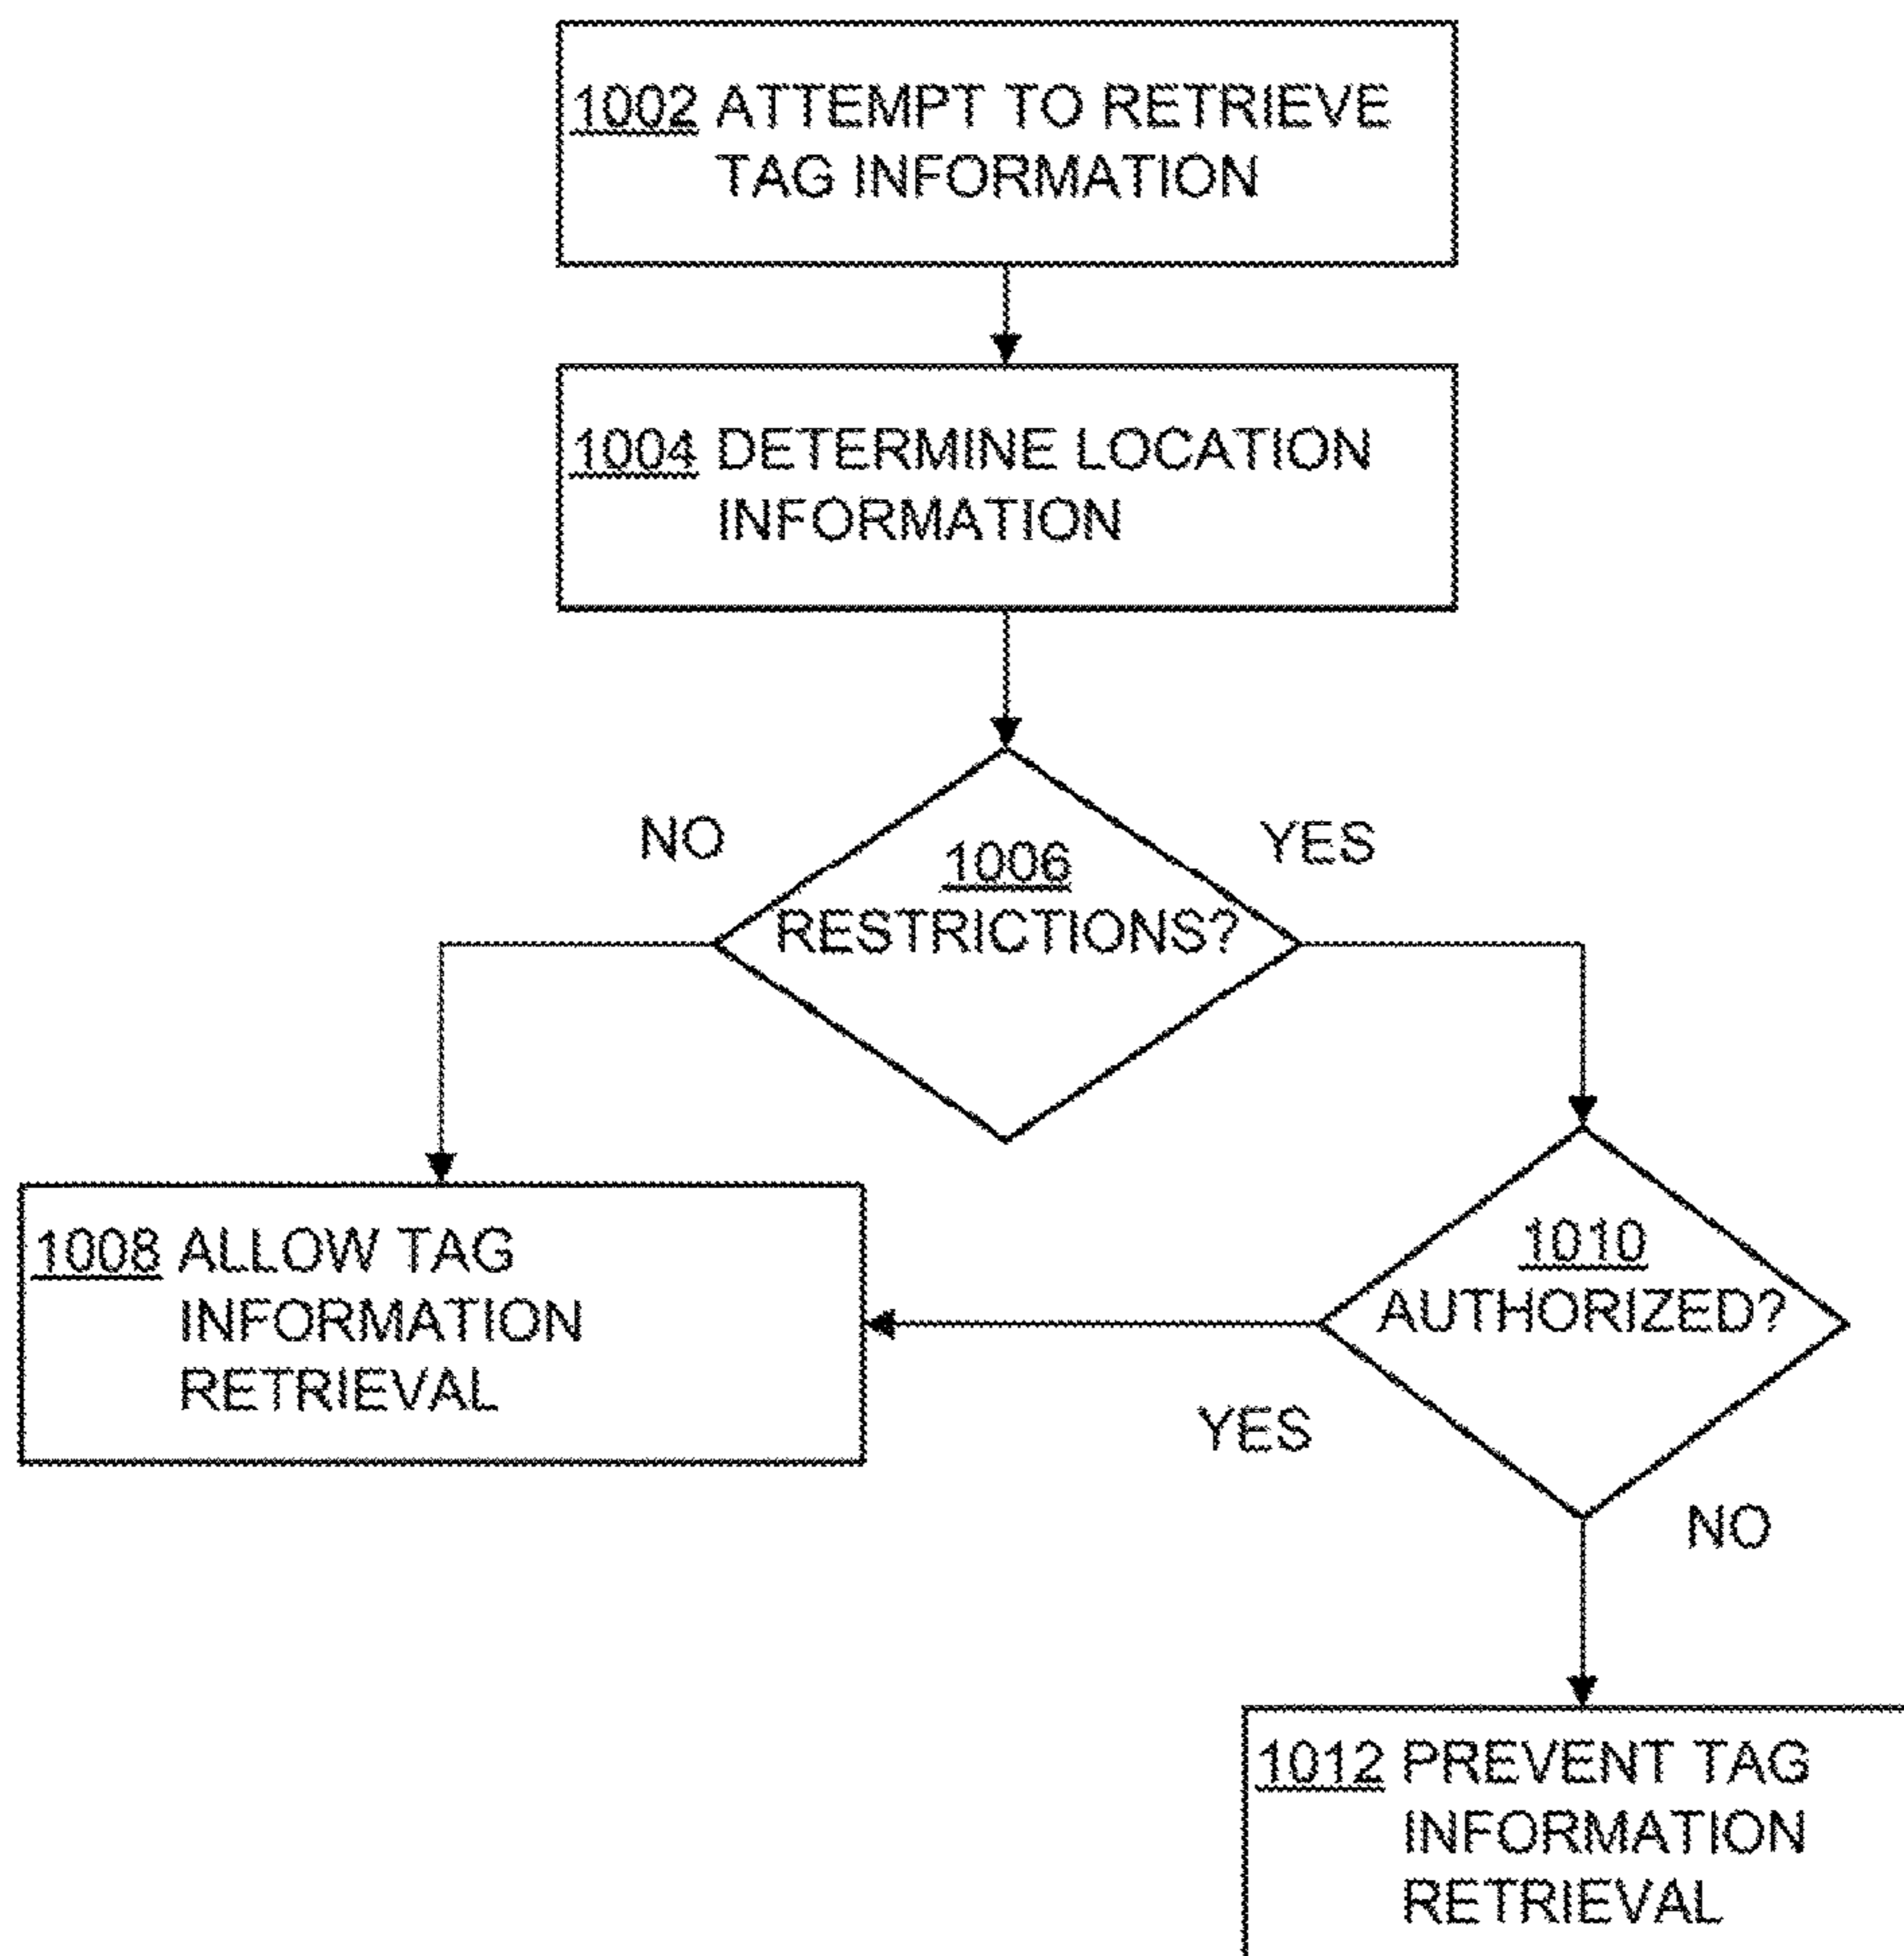 1002 ATTEMPT TO RETRIEVE
TAG INFORMATION
1004 DETERMINE LOCATION
INFORMATION
NO
YES
1006
RESTRICTIONS?
1008 ALLOW TAG
INFORMATION
RETRIEVAL
1010
AUTHORIZED?
YES
NO
1012 PREVENT TAG
INFORMATION
RETRIEVAL